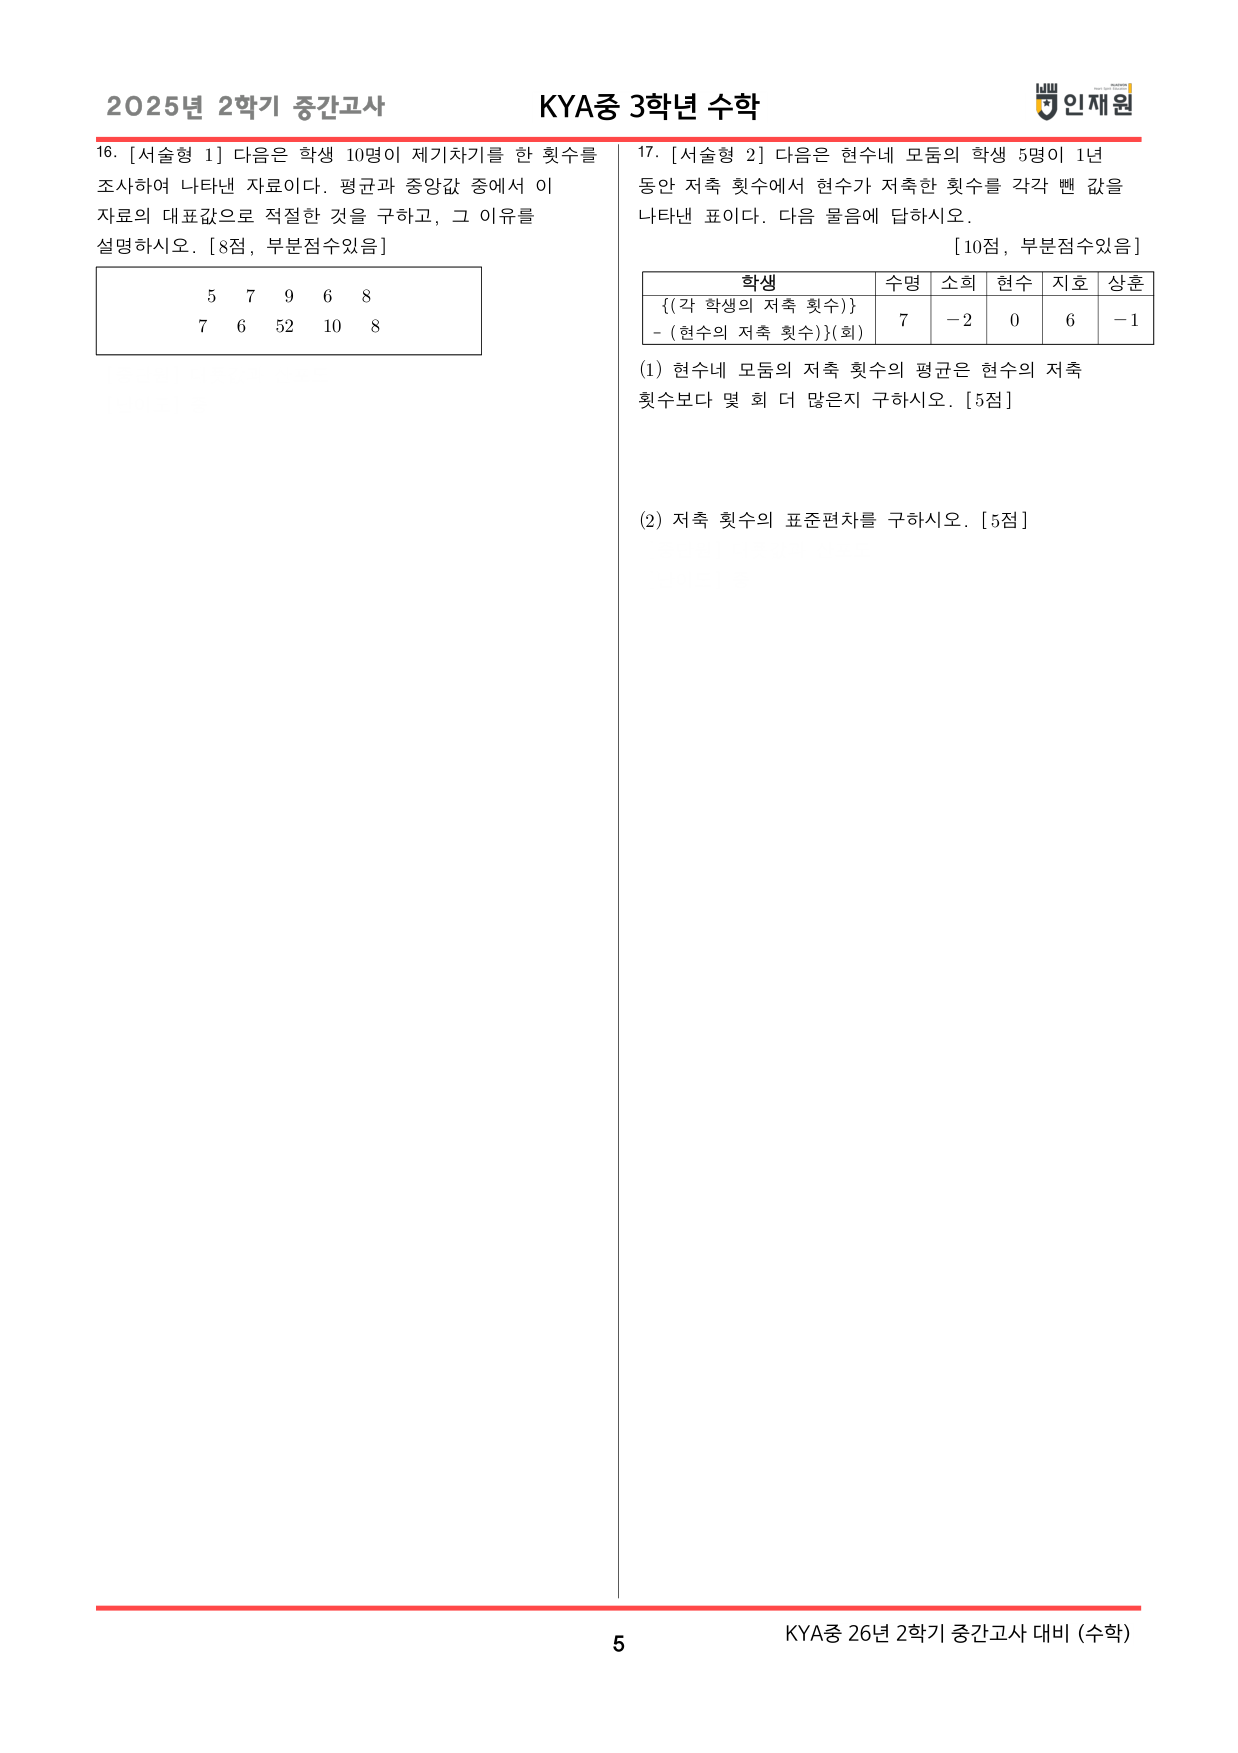 2025년 2학기 중간고사
KYA중 3학년 수학
인재원
16. [서술형 1] 다음은 학생 10명이 제기차기를 한 횟수를
조사하여 나타낸 자료이다. 평균과 중앙값 중에서 이
자료의 대표값으로 적절한 것을 구하고, 그 이유를
설명하시오. [8점, 부분점수있음]
5 7 9 6 8
7 6 52 10 8
17. [서술형 2] 다음은 현수네 모둠의 학생 5명이 1년
동안 저축 횟수에서 현수가 저축한 횟수를 각각 뺀 값을
나타낸 표이다. 다음 물음에 답하시오.
[10점, 부분점수있음]
학생 수명 소희 현수 지호 상훈
{(각 학생의 저축 횟수)}
- (현수의 저축 횟수)}(회) 7 −2 0 6 −1
(1) 현수네 모둠의 저축 횟수의 평균은 현수의 저축
횟수보다 몇 회 더 많은지 구하시오. [5점]
(2) 저축 횟수의 표준편차를 구하시오. [5점]
5
KYA중 26년 2학기 중간고사 대비 (수학)